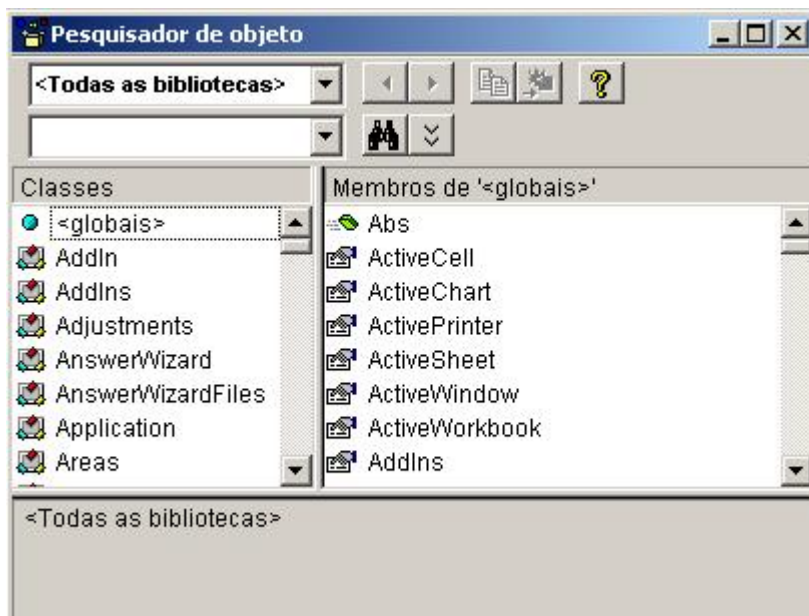 Pesquisador de objeto
<Todas as bibliotecas>
Classes
<globais>
AddIn
AddIns
Adjustments
AnswerWizard
AnswerWizardFiles
Application
Areas
Membros de '<globais>'
Abs
ActiveCell
ActiveChart
ActivePrinter
ActiveSheet
ActiveWindow
ActiveWorkbook
AddIns
<Todas as bibliotecas>